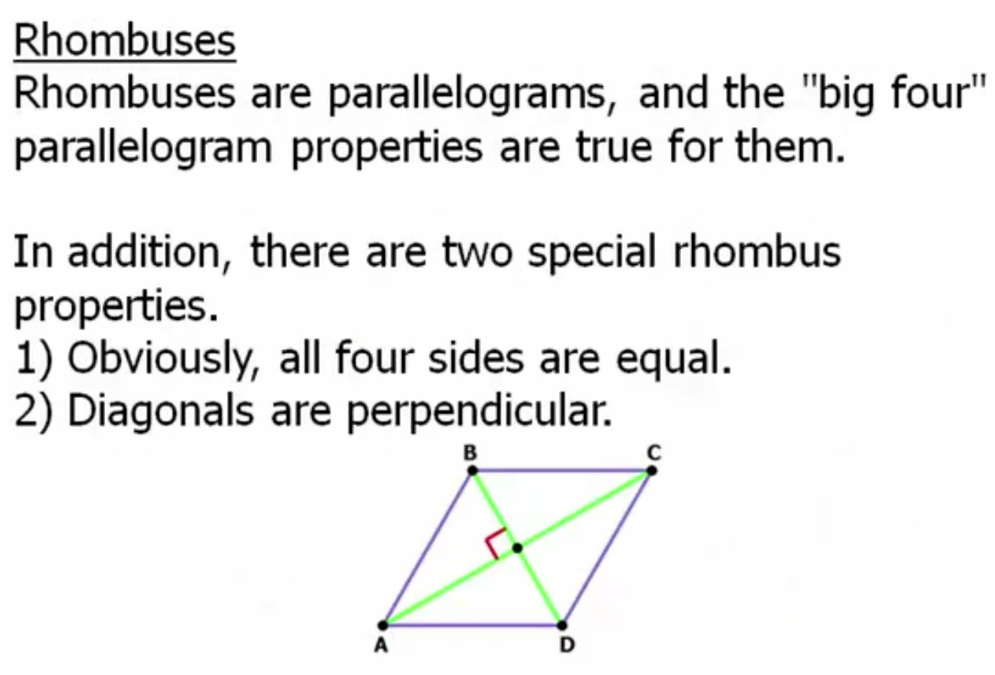 Rhombuses
Rhombuses are parallelograms, and the "big four"
parallelogram properties are true for them.
In addition, there are two special rhombus
properties.
1) Obviously, all four sides are equal.
2) Diagonals are perpendicular.
B C
A D